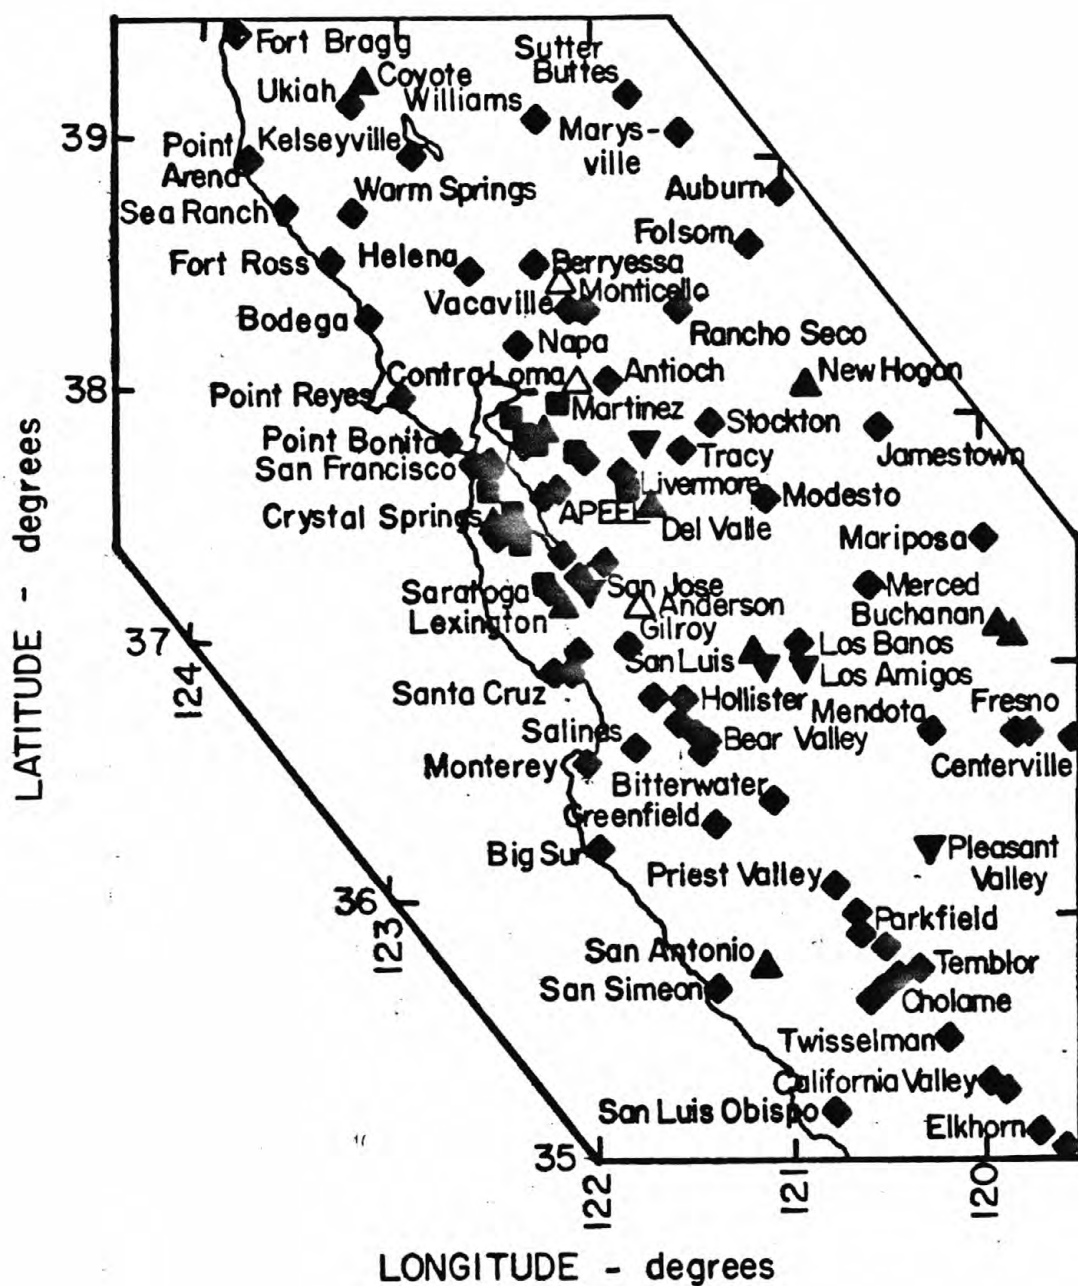 Fort Bragg
Sutter
Buttes
Coyote
Ukiah
Williams
39
Kelseyville
Marys-
ville
Point
Arena
Warm Springs
Auburn
Sea Ranch
Folsom
Fort Ross
Helena
Berryessa
Monticello
Vacaville
Bodega
Rancho Seco
Napa
38
Contra Loma
Antioch
New Hogan
Point Reyes
Martinez
Stockton
Point Bonita
Tracy
Jamestown
San Francisco
Livermore
Modesto
Crystal Springs
APEEL
Del Valle
Mariposa
Saratoga
San Jose
Merced
Lexington
Anderson
Buchanan
Gilroy
37
Los Banos
San Luis
Los Amigos
124
Santa Cruz
Hollister
Mendota
Fresno
Salines
Bear Valley
Centerville
Monterey
Bitterwater
Greenfield
Big Sur
Pleasant
Valley
Priest Valley
36
Parkfield
123
San Antonio
Temblor
San Simeon
Cholame
Twisselman
California Valley
San Luis Obispo
Elkhorn
35
122
121
120
LATITUDE - degrees
LONGITUDE - degrees